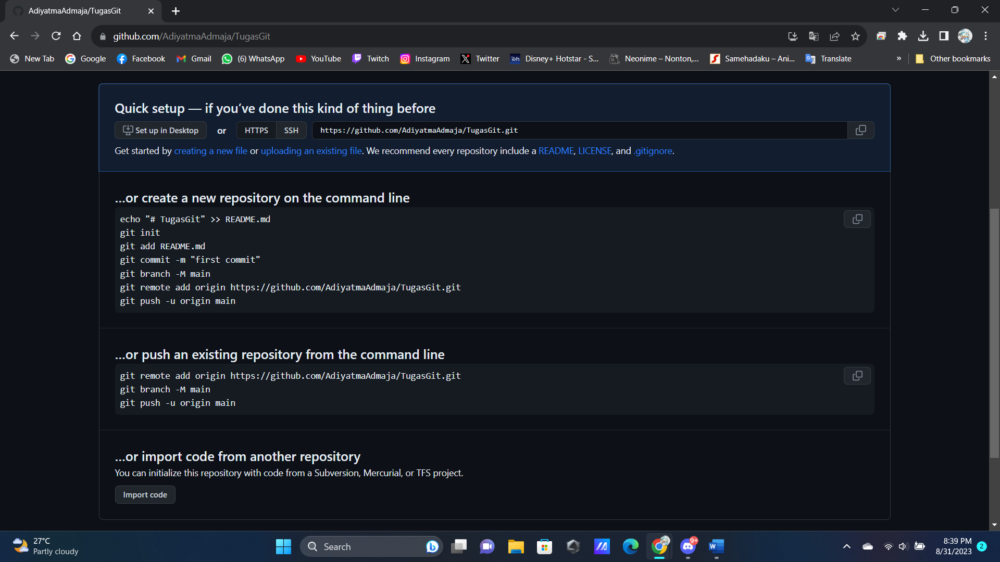 AdiyatmaAdmaja/TugasGit
github.com/AdiyatmaAdmaja/TugasGit
New Tab Google Facebook Gmail (6) WhatsApp YouTube Twitch Instagram Twitter Disney+ Hotstar - S... Neonime – Nonton,... Samehadaku – Ani... Translate » Other bookmarks
Quick setup — if you’ve done this kind of thing before
Set up in Desktop or HTTPS SSH https://github.com/AdiyatmaAdmaja/TugasGit.git
Get started by creating a new file or uploading an existing file. We recommend every repository include a README, LICENSE, and .gitignore.
…or create a new repository on the command line
echo "# TugasGit" >> README.md
git init
git add README.md
git commit -m "first commit"
git branch -M main
git remote add origin https://github.com/AdiyatmaAdmaja/TugasGit.git
git push -u origin main
…or push an existing repository from the command line
git remote add origin https://github.com/AdiyatmaAdmaja/TugasGit.git
git branch -M main
git push -u origin main
…or import code from another repository
You can initialize this repository with code from a Subversion, Mercurial, or TFS project.
Import code
27°C
Partly cloudy
Search
9+
8:39 PM
8/31/2023
2